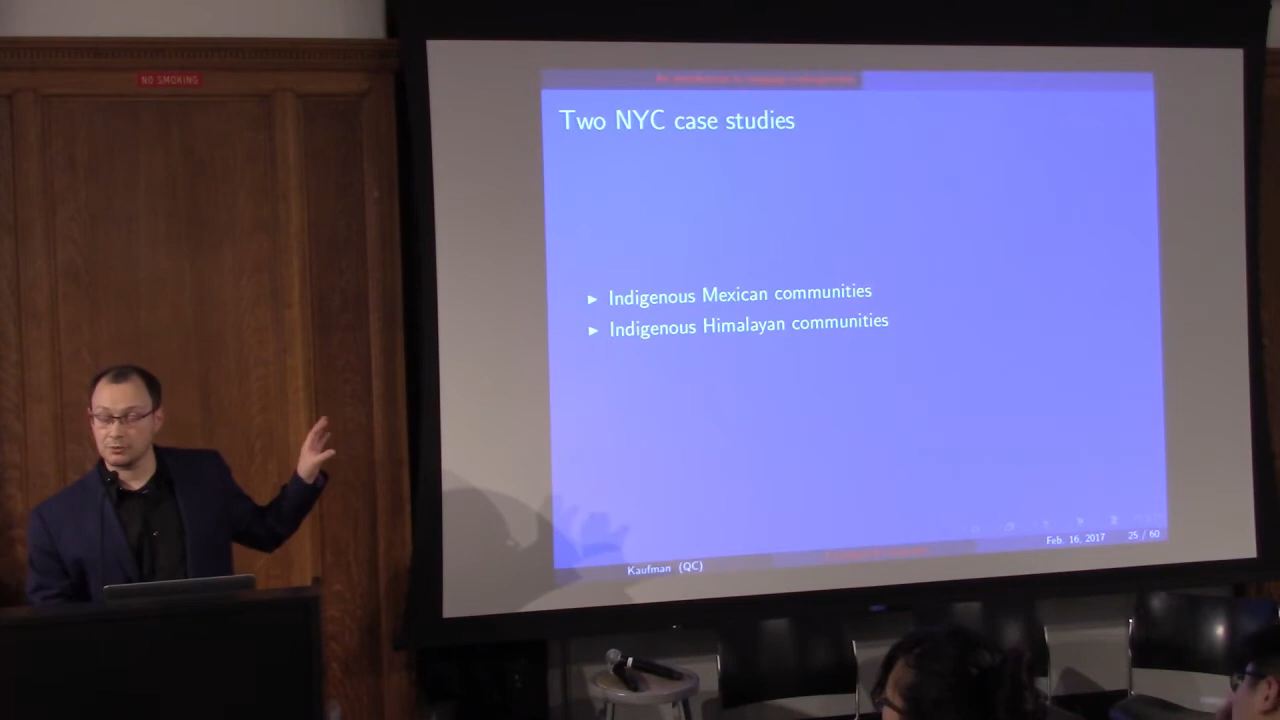 NO SMOKING
Two NYC case studies
▶ Indigenous Mexican communities
▶ Indigenous Himalayan communities
Feb. 16, 2017 25 / 60
Kaufman (QC)